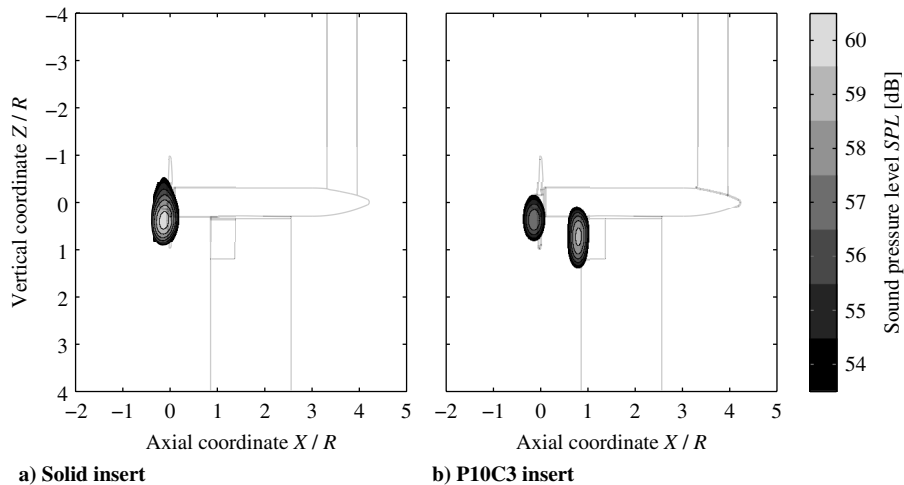 −4
−3
−2
−1
0
1
2
3
4
Vertical coordinate Z / R
−2 −1 0 1 2 3 4 5
Axial coordinate X / R
a) Solid insert
−2 −1 0 1 2 3 4 5
Axial coordinate X / R
b) P10C3 insert
60
59
58
57
56
55
54
Sound pressure level SPL [dB]